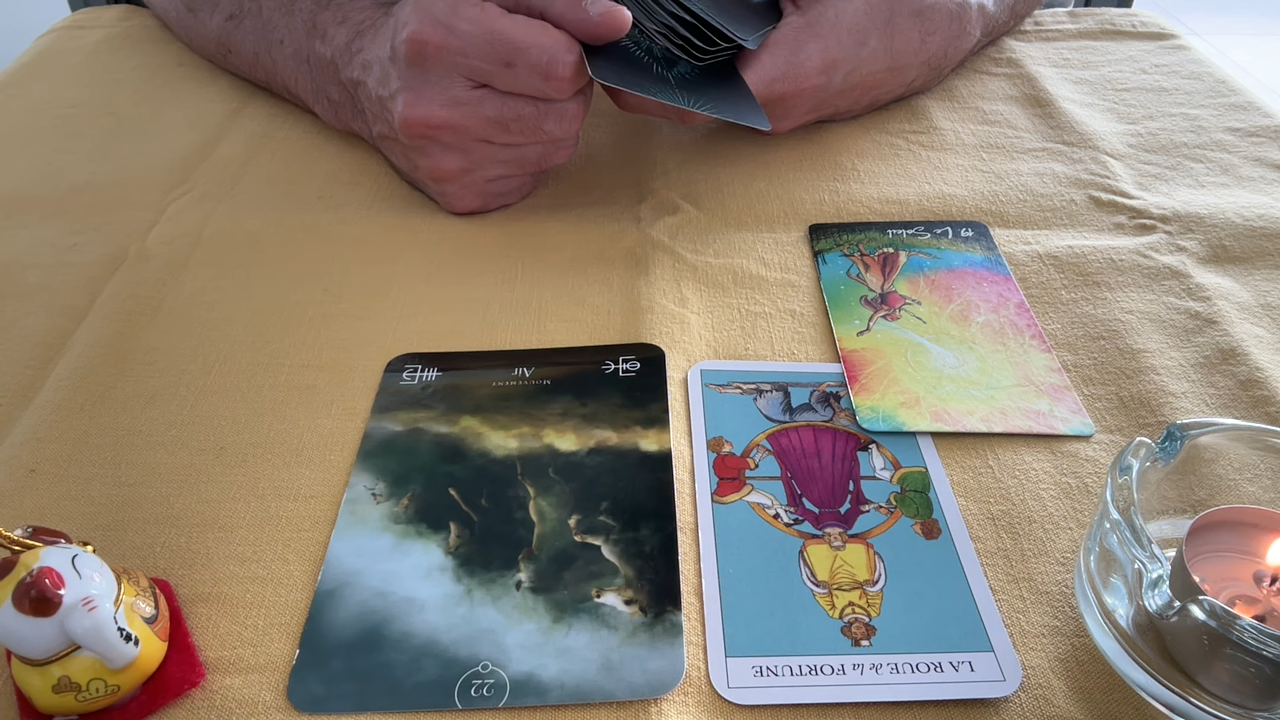 19. Le Soleil
Air
MOUVEMENT
22
LA ROUE de la FORTUNE